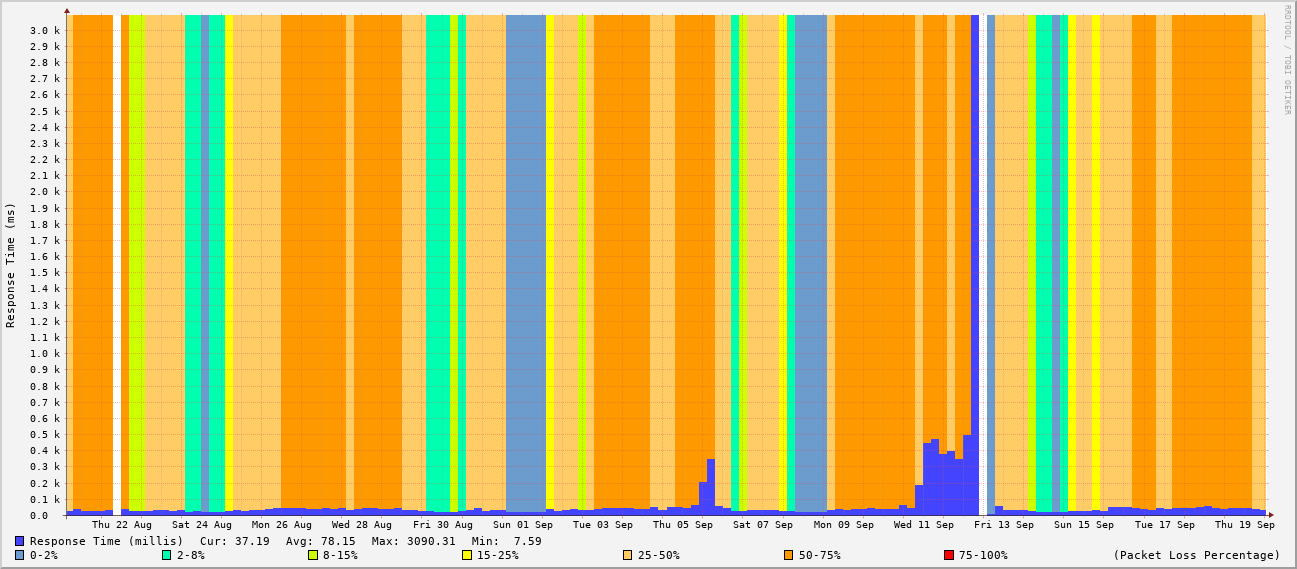 RRDTOOL / TOBI OETIKER
Response Time (ms)
3.0 k
2.9 k
2.8 k
2.7 k
2.6 k
2.5 k
2.4 k
2.3 k
2.2 k
2.1 k
2.0 k
1.9 k
1.8 k
1.7 k
1.6 k
1.5 k
1.4 k
1.3 k
1.2 k
1.1 k
1.0 k
0.9 k
0.8 k
0.7 k
0.6 k
0.5 k
0.4 k
0.3 k
0.2 k
0.1 k
0.0
Thu 22 Aug Sat 24 Aug Mon 26 Aug Wed 28 Aug Fri 30 Aug Sun 01 Sep Tue 03 Sep Thu 05 Sep Sat 07 Sep Mon 09 Sep Wed 11 Sep Fri 13 Sep Sun 15 Sep Tue 17 Sep Thu 19 Sep
Response Time (millis) Cur: 37.19 Avg: 78.15 Max: 3090.31 Min: 7.59
0-2% 2-8% 8-15% 15-25% 25-50% 50-75% 75-100% (Packet Loss Percentage)